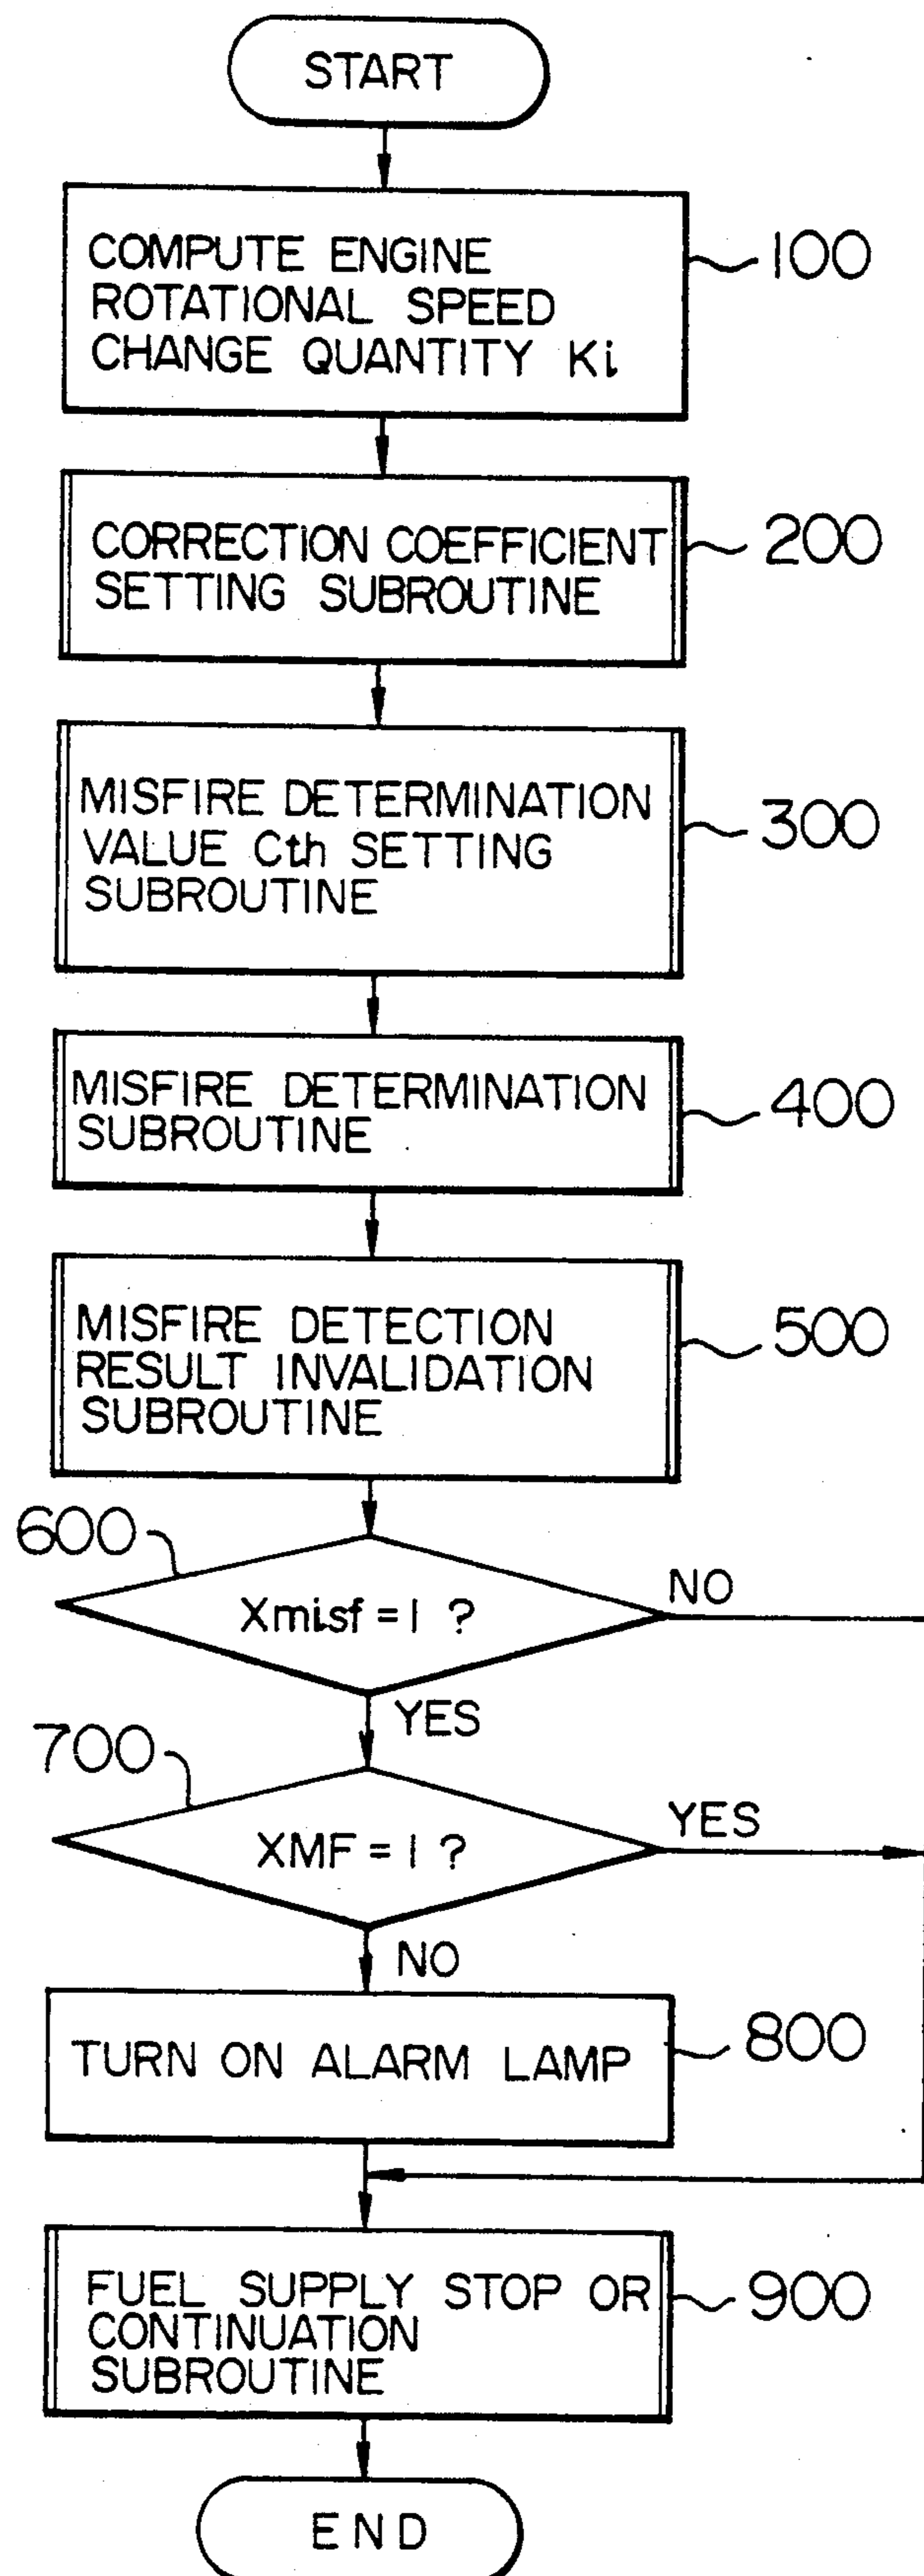 START
COMPUTE ENGINE
ROTATIONAL SPEED
CHANGE QUANTITY Ki
100
CORRECTION COEFFICIENT
SETTING SUBROUTINE
200
MISFIRE DETERMINATION
VALUE Cth SETTING
SUBROUTINE
300
MISFIRE DETERMINATION
SUBROUTINE
400
MISFIRE DETECTION
RESULT INVALIDATION
SUBROUTINE
500
600
Xmisf = 1 ?
NO
YES
700
XMF = 1 ?
YES
NO
TURN ON ALARM LAMP
800
FUEL SUPPLY STOP OR
CONTINUATION
SUBROUTINE
900
END